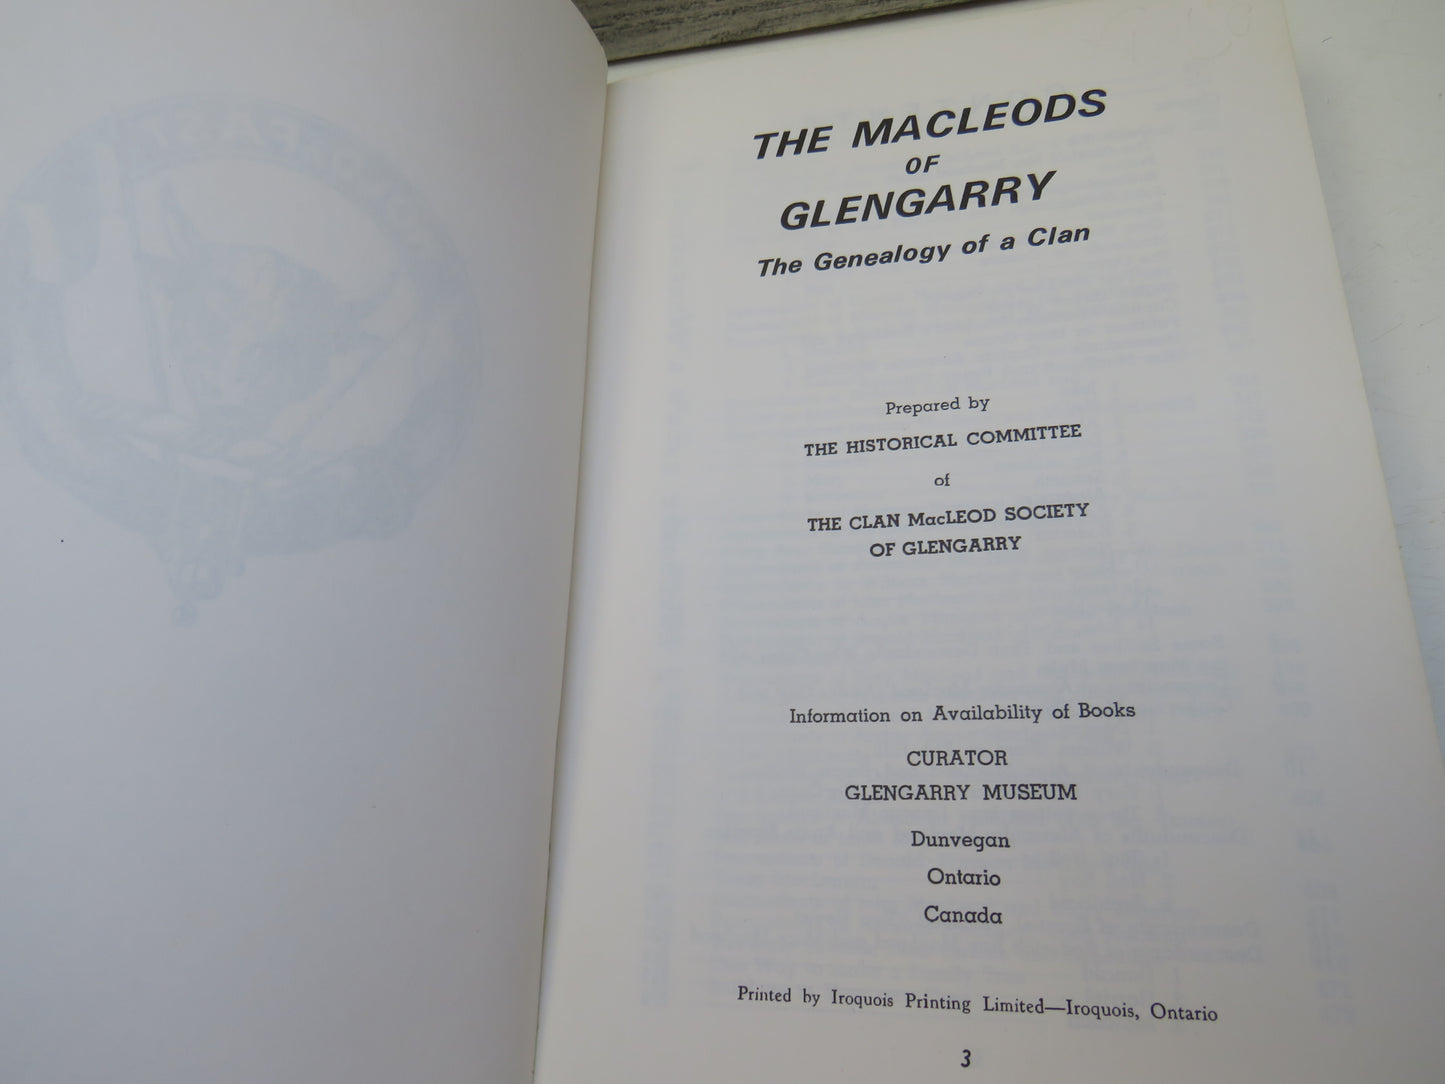 THE MACLEODS
OF
GLENGARRY
The Genealogy of a Clan
Prepared by
THE HISTORICAL COMMITTEE
of
THE CLAN MacLEOD SOCIETY
OF GLENGARRY
Information on Availability of Books
CURATOR
GLENGARRY MUSEUM
Dunvegan
Ontario
Canada
Printed by Iroquois Printing Limited—Iroquois, Ontario
3